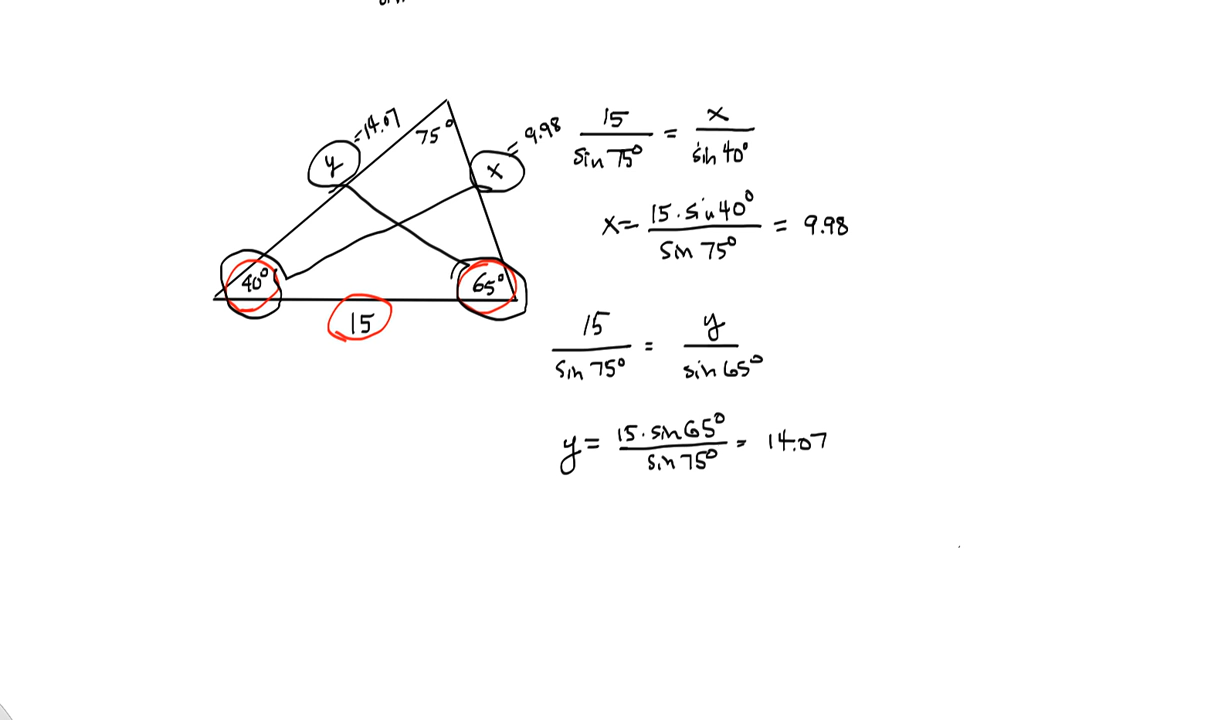 y = 14.07
75°
x = 9.98
40°
65°
15
15 / sin 75° = x / sin 40°
x = 15 · sin 40° / sin 75° = 9.98
15 / sin 75° = y / sin 65°
y = 15 · sin 65° / sin 75° = 14.07